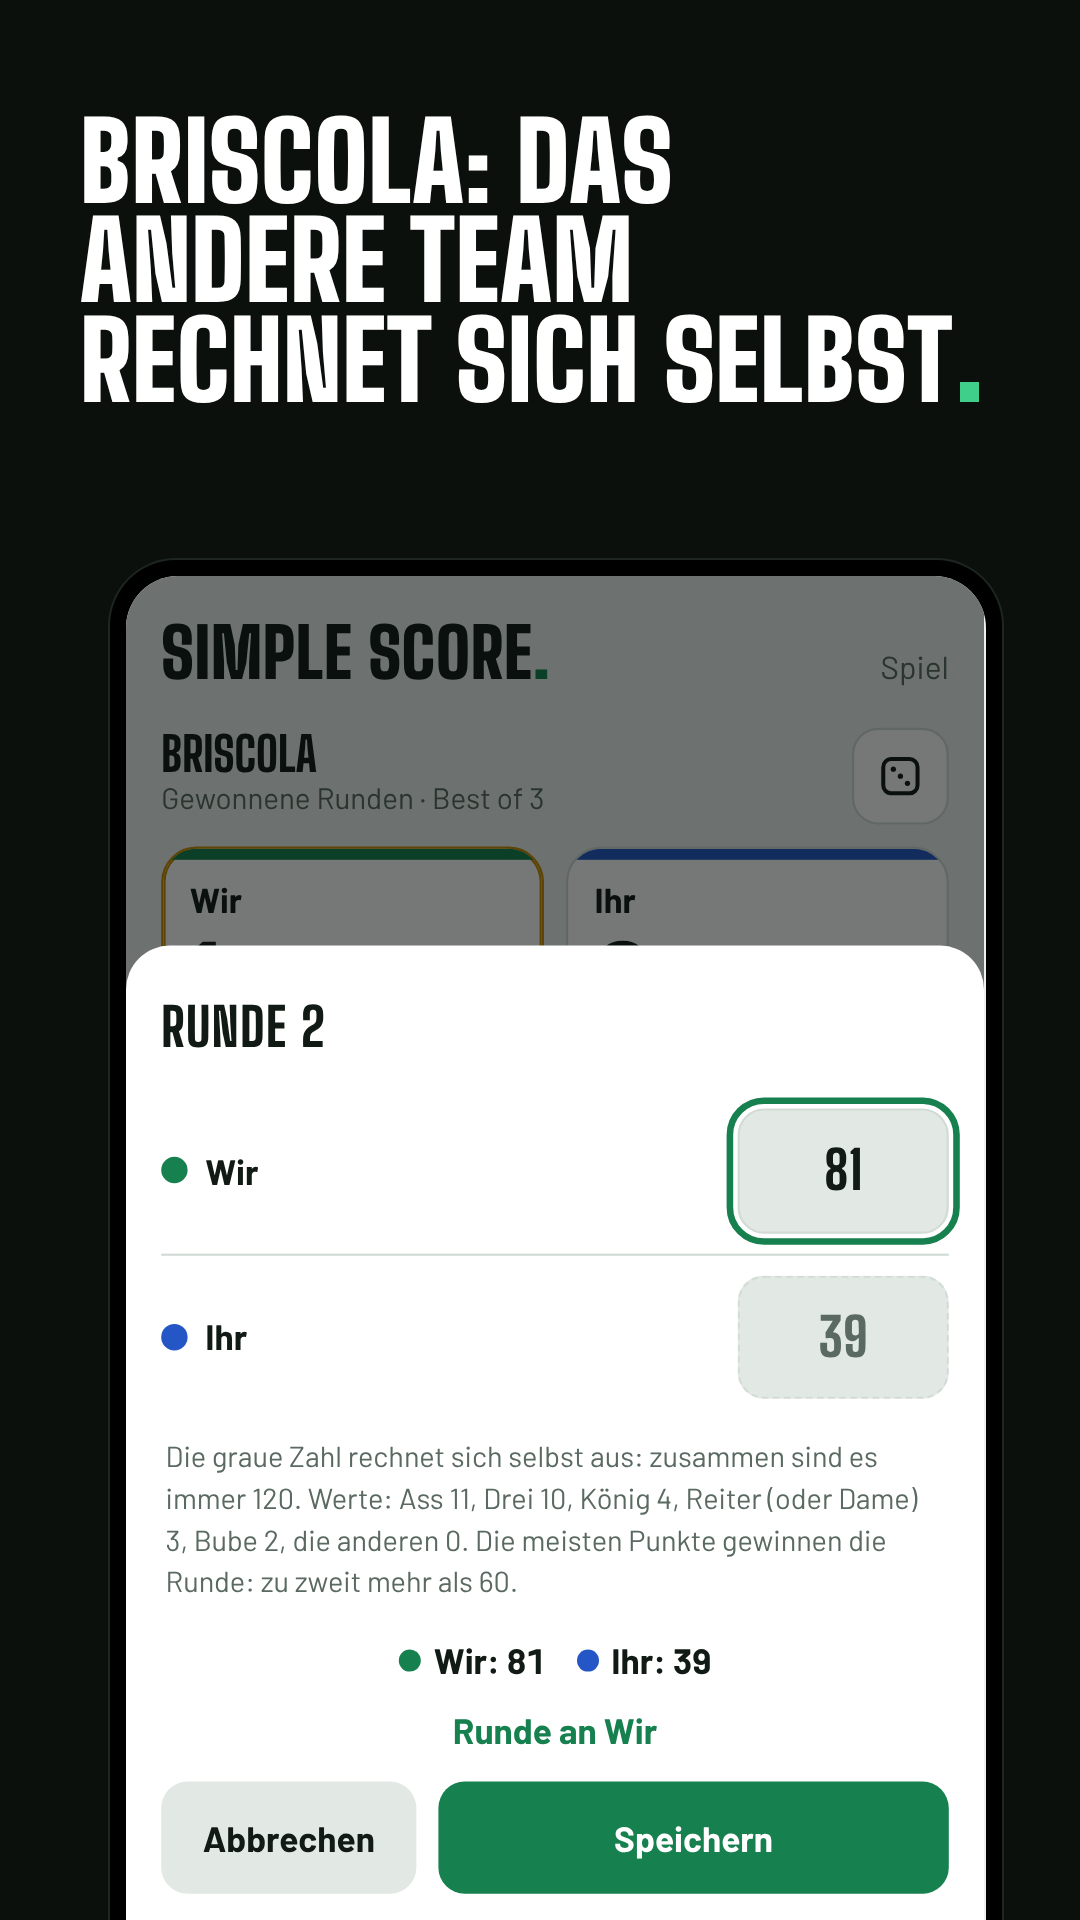 BRISCOLA: DAS
ANDERE TEAM
RECHNET SICH SELBST.
SIMPLE SCORE.
Spiel
BRISCOLA
Gewonnene Runden · Best of 3
Wir
Ihr
RUNDE 2
Wir
81
Ihr
39
Die graue Zahl rechnet sich selbst aus: zusammen sind es
immer 120. Werte: Ass 11, Drei 10, König 4, Reiter (oder Dame)
3, Bube 2, die anderen 0. Die meisten Punkte gewinnen die
Runde: zu zweit mehr als 60.
Wir: 81 Ihr: 39
Runde an Wir
Abbrechen
Speichern